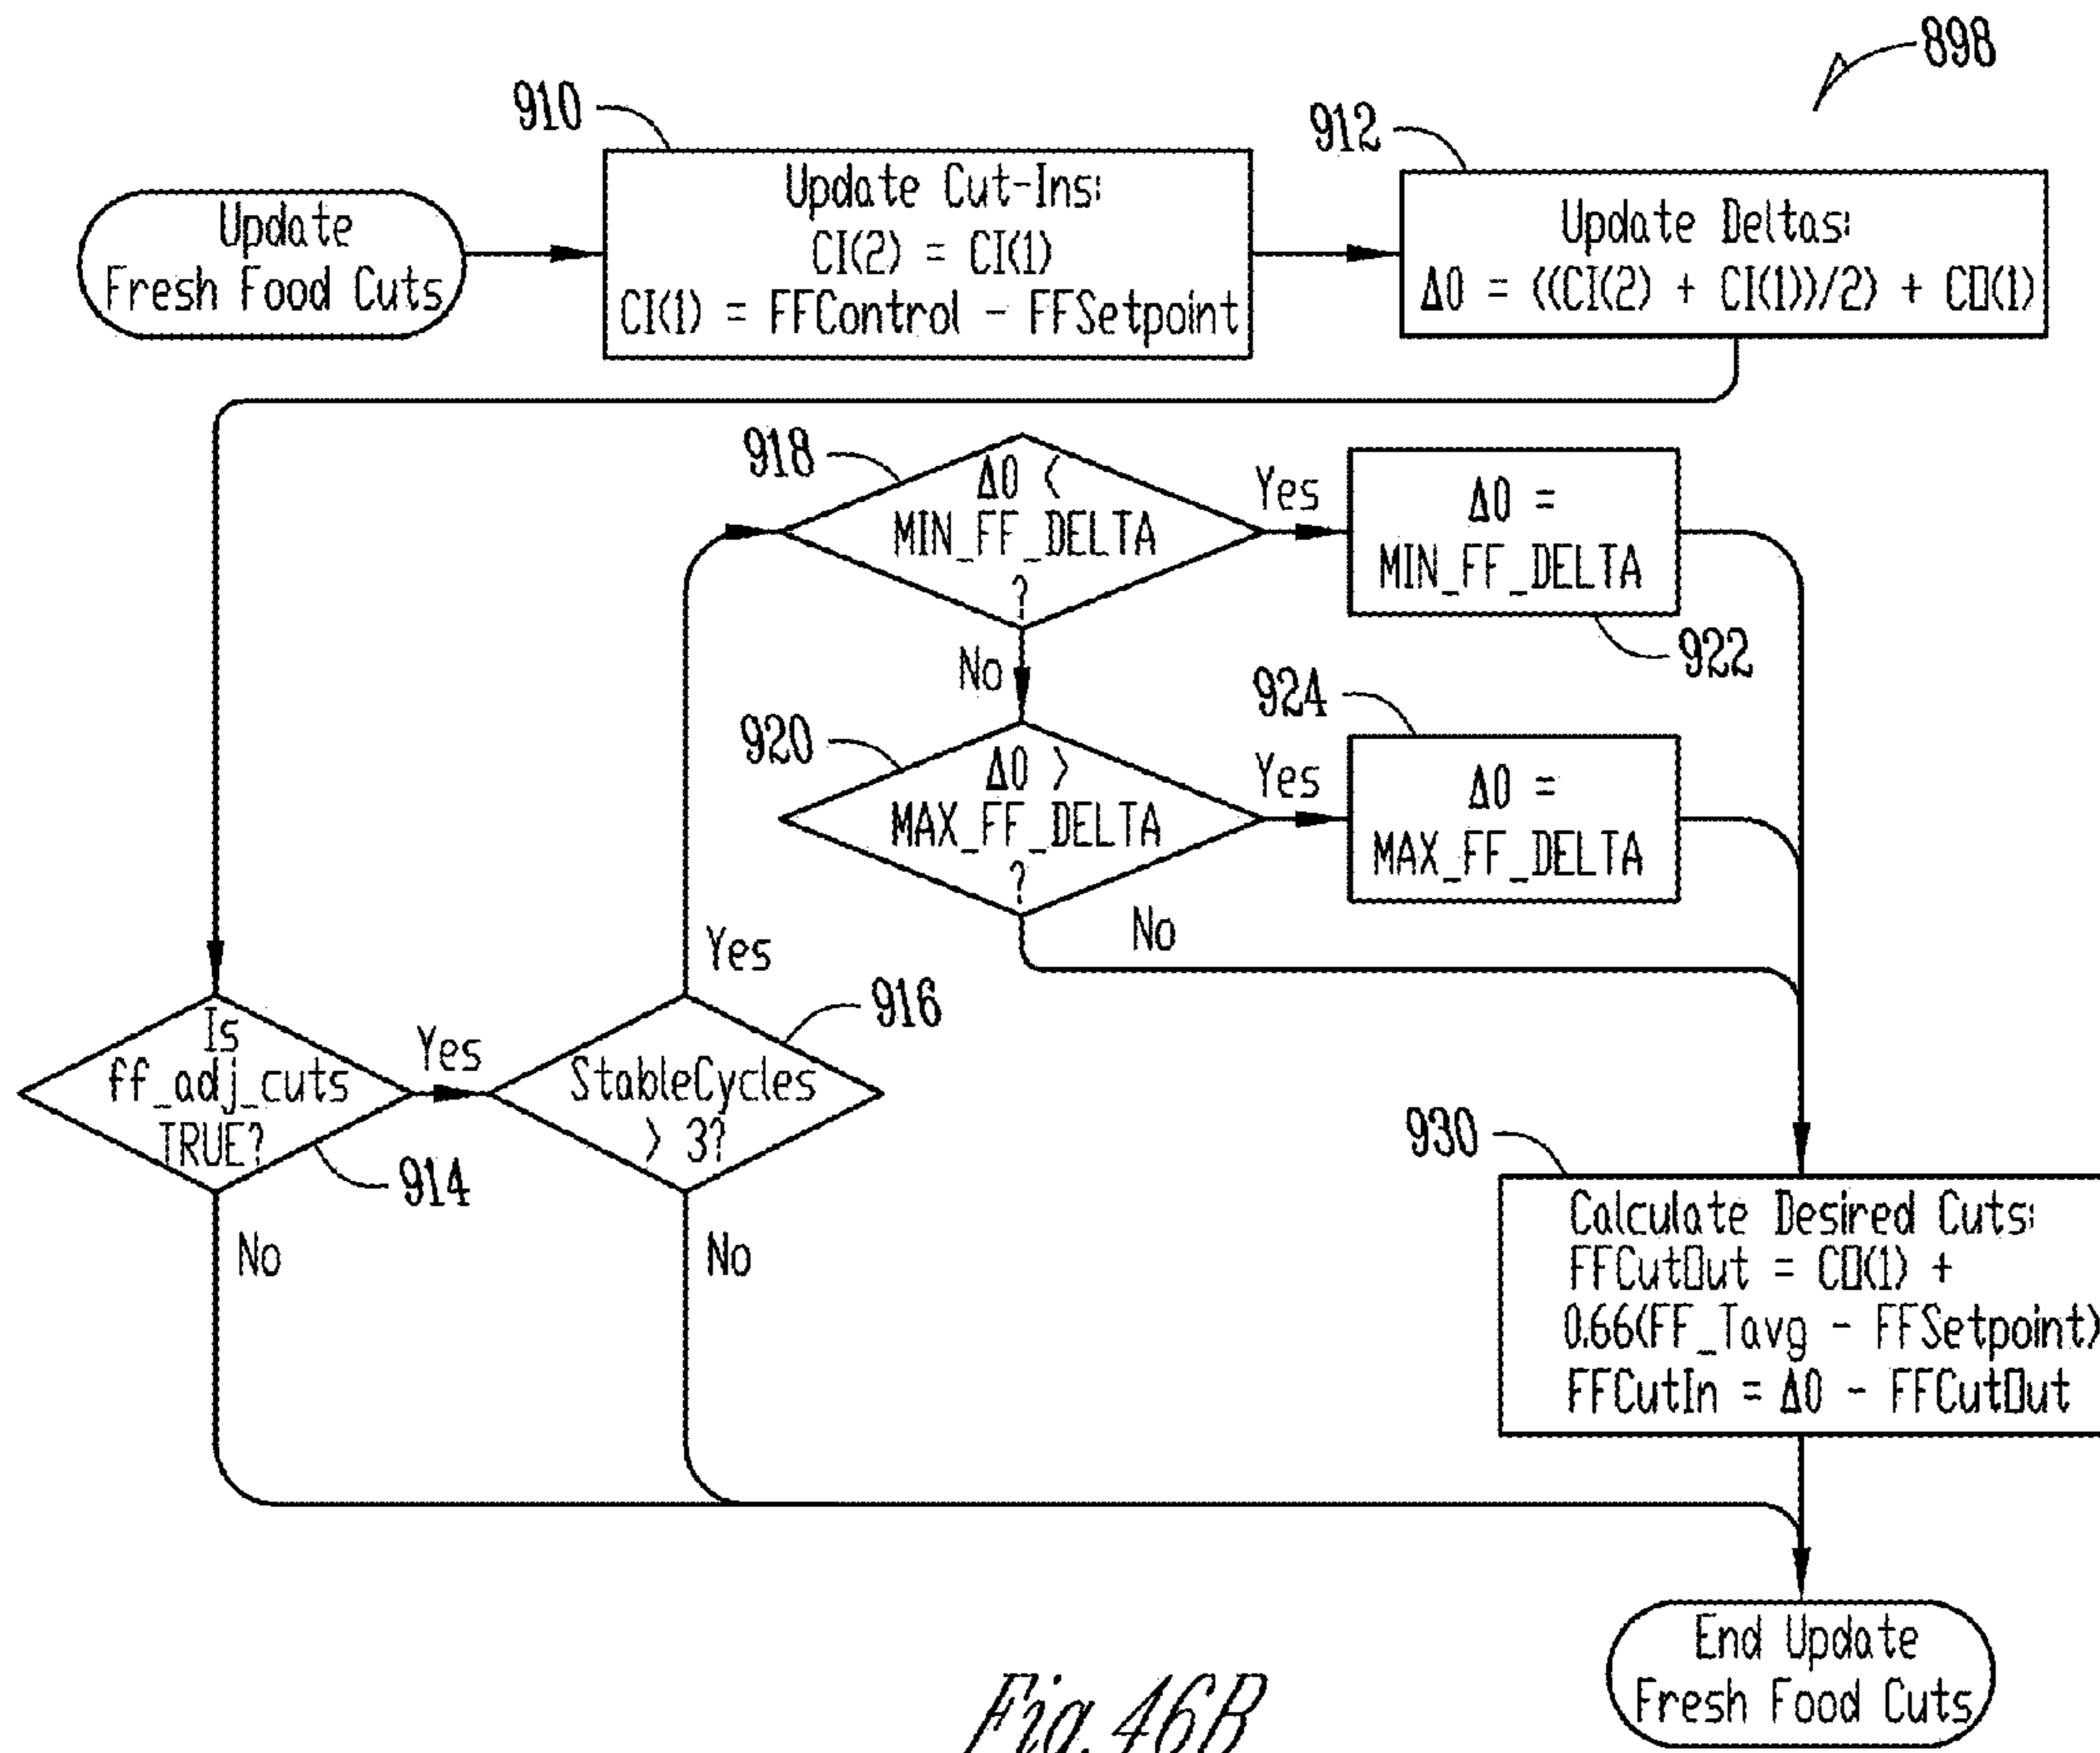 898
910
912
Update
Fresh Food Cuts
Update Cut-Ins:
CI(2) = CI(1)
CI(1) = FFControl - FFSetpoint
Update Deltas:
Δ0 = ((CI(2) + CI(1))/2) + CO(1)
918
Δ0 <
MIN_FF_DELTA
?
Yes
Δ0 =
MIN_FF_DELTA
922
No
920
Δ0 >
MAX_FF_DELTA
?
Yes
924
Δ0 =
MAX_FF_DELTA
No
Is
ff_adj_cuts
TRUE?
914
Yes
No
StableCycles
> 3?
916
Yes
No
930
Calculate Desired Cuts:
FFCutOut = CO(1) +
0.66(FF_Tavg - FFSetpoint)
FFCutIn = Δ0 - FFCutOut
End Update
Fresh Food Cuts
Fig. 46B